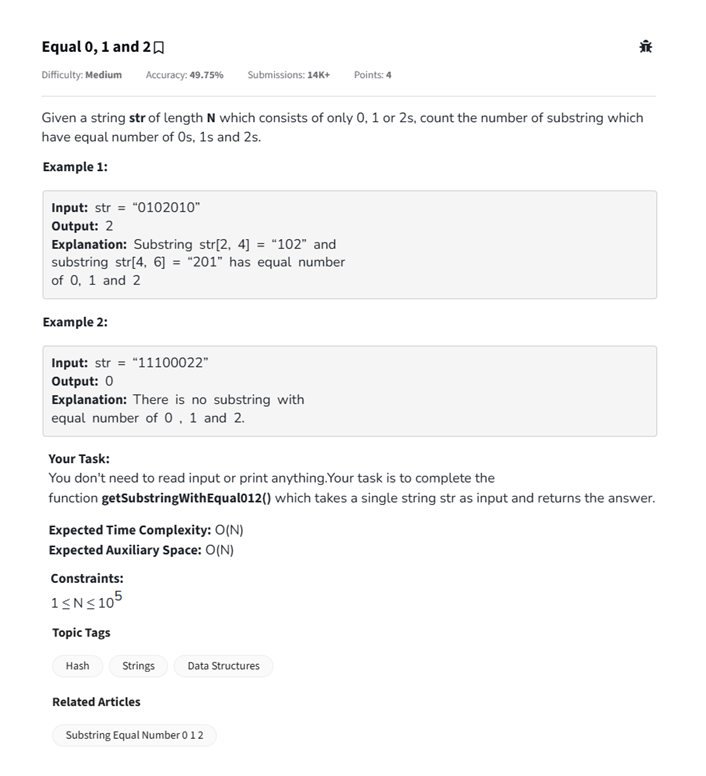 Equal 0, 1 and 2
Difficulty: Medium Accuracy: 49.75% Submissions: 14K+ Points: 4
Given a string str of length N which consists of only 0, 1 or 2s, count the number of substring which
have equal number of 0s, 1s and 2s.
Example 1:
Input: str = “0102010”
Output: 2
Explanation: Substring str[2, 4] = “102” and
substring str[4, 6] = “201” has equal number
of 0, 1 and 2
Example 2:
Input: str = “11100022”
Output: 0
Explanation: There is no substring with
equal number of 0 , 1 and 2.
Your Task:
You don't need to read input or print anything.Your task is to complete the
function getSubstringWithEqual012() which takes a single string str as input and returns the answer.
Expected Time Complexity: O(N)
Expected Auxiliary Space: O(N)
Constraints:
1 ≤ N ≤ 10^5
Topic Tags
Hash Strings Data Structures
Related Articles
Substring Equal Number 0 1 2